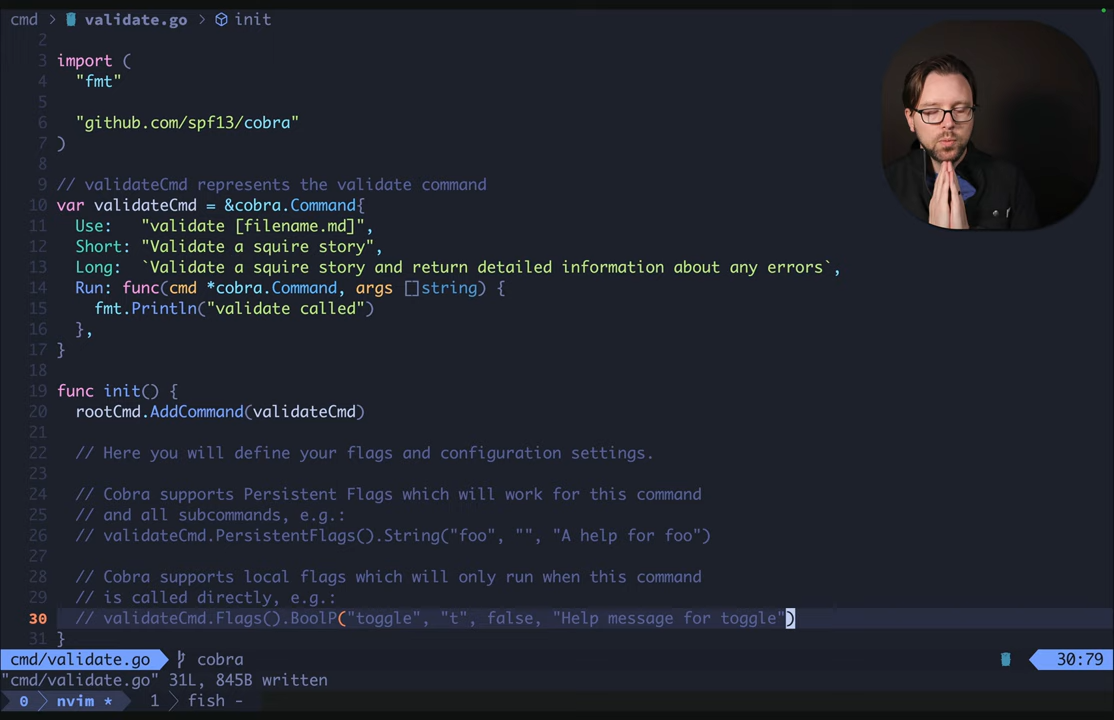 cmd > validate.go > init
2
3 import (
4 "fmt"
5
6 "github.com/spf13/cobra"
7 )
8
9 // validateCmd represents the validate command
10 var validateCmd = &cobra.Command{
11 Use: "validate [filename.md]",
12 Short: "Validate a squire story",
13 Long: `Validate a squire story and return detailed information about any errors`,
14 Run: func(cmd *cobra.Command, args []string) {
15 fmt.Println("validate called")
16 },
17 }
18
19 func init() {
20 rootCmd.AddCommand(validateCmd)
21
22 // Here you will define your flags and configuration settings.
23
24 // Cobra supports Persistent Flags which will work for this command
25 // and all subcommands, e.g.:
26 // validateCmd.PersistentFlags().String("foo", "", "A help for foo")
27
28 // Cobra supports local flags which will only run when this command
29 // is called directly, e.g.:
30 // validateCmd.Flags().BoolP("toggle", "t", false, "Help message for toggle")
31 }
cmd/validate.go cobra 30:79
"cmd/validate.go" 31L, 845B written
0 nvim * 1 fish -